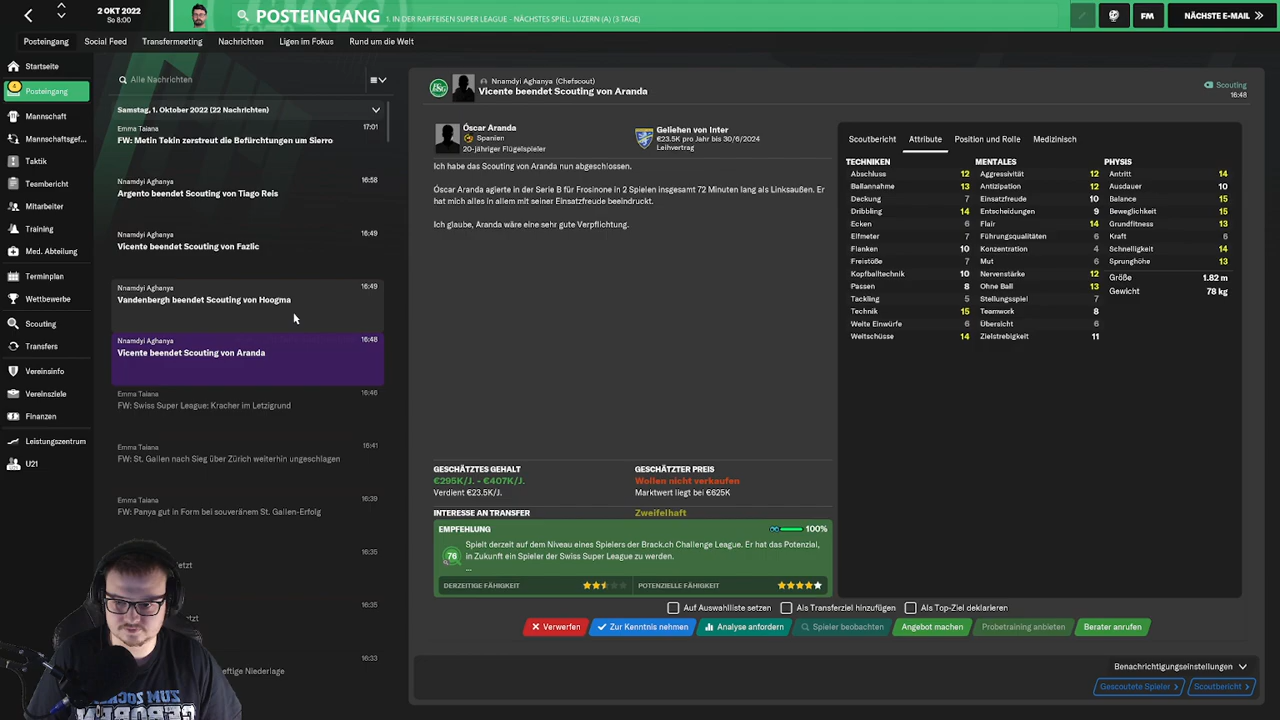 2 OKT 2022
So 8:00
POSTEINGANG
1. IN DER RAIFFEISEN SUPER LEAGUE - NÄCHSTES SPIEL: LUZERN (A) (3 TAGE)
FM
NÄCHSTE E-MAIL
Posteingang
Social Feed
Transfermeeting
Nachrichten
Ligen im Fokus
Rund um die Welt
Startseite
Posteingang
Mannschaft
Mannschaftsgef...
Taktik
Teambericht
Mitarbeiter
Training
Med. Abteilung
Terminplan
Wettbewerbe
Scouting
Transfers
Vereinsinfo
Vereinsziele
Finanzen
Leistungszentrum
U21
Alle Nachrichten
Samstag, 1. Oktober 2022 (22 Nachrichten)
Emma Taiana
17:01
FW: Metin Tekin zerstreut die Befürchtungen um Sierro
Nnamdyi Aghanya
16:58
Argento beendet Scouting von Tiago Reis
Nnamdyi Aghanya
16:49
Vicente beendet Scouting von Fazlic
Nnamdyi Aghanya
16:49
Vandenbergh beendet Scouting von Hoogma
Nnamdyi Aghanya
16:48
Vicente beendet Scouting von Aranda
Emma Taiana
16:46
FW: Swiss Super League: Kracher im Letzigrund
Emma Taiana
16:41
FW: St. Gallen nach Sieg über Zürich weiterhin ungeschlagen
Emma Taiana
16:39
FW: Panya gut in Form bei souveränem St. Gallen-Erfolg
16:35
16:35
16:33
eftige Niederlage
ZUM ZOCKEN
GEBOREN
Nnamdyi Aghanya (Chefscout)
Vicente beendet Scouting von Aranda
Scouting
16:48
Óscar Aranda
Spanien
20-jähriger Flügelspieler
Geliehen von Inter
€23.5K pro Jahr bis 30/6/2024
Leihvertrag
Ich habe das Scouting von Aranda nun abgeschlossen.
Óscar Aranda agierte in der Serie B für Frosinone in 2 Spielen insgesamt 72 Minuten lang als Linksaußen. Er
hat mich alles in allem mit seiner Einsatzfreude beeindruckt.
Ich glaube, Aranda wäre eine sehr gute Verpflichtung.
GESCHÄTZTES GEHALT
€295K/J. - €407K/J.
Verdient €23.5K/J.
GESCHÄTZTER PREIS
Wollen nicht verkaufen
Marktwert liegt bei €625K
INTERESSE AN TRANSFER
Zweifelhaft
EMPFEHLUNG
100%
76
Spielt derzeit auf dem Niveau eines Spielers der Brack.ch Challenge League. Er hat das Potenzial,
in Zukunft ein Spieler der Swiss Super League zu werden.
...
DERZEITIGE FÄHIGKEIT
POTENZIELLE FÄHIGKEIT
Scoutbericht
Attribute
Position und Rolle
Medizinisch
TECHNIKEN
Abschluss 12
Ballannahme 13
Deckung 7
Dribbling 14
Ecken 6
Elfmeter 7
Flanken 10
Freistöße 7
Kopfballtechnik 10
Passen 8
Tackling 5
Technik 15
Weite Einwürfe 6
Weitschüsse 14
MENTALES
Aggressivität 12
Antizipation 12
Einsatzfreude 10
Entscheidungen 9
Flair 14
Führungsqualitäten 6
Konzentration 4
Mut 6
Nervenstärke 12
Ohne Ball 13
Stellungsspiel 7
Teamwork 8
Übersicht 6
Zielstrebigkeit 11
PHYSIS
Antritt 14
Ausdauer 10
Balance 15
Beweglichkeit 15
Grundfitness 13
Kraft 6
Schnelligkeit 14
Sprunghöhe 13
Größe 1.82 m
Gewicht 78 kg
Auf Auswahlliste setzen
Als Transferziel hinzufügen
Als Top-Ziel deklarieren
Verwerfen
Zur Kenntnis nehmen
Analyse anfordern
Spieler beobachten
Angebot machen
Probetraining anbieten
Berater anrufen
Benachrichtigungseinstellungen
Gescoutete Spieler
Scoutbericht